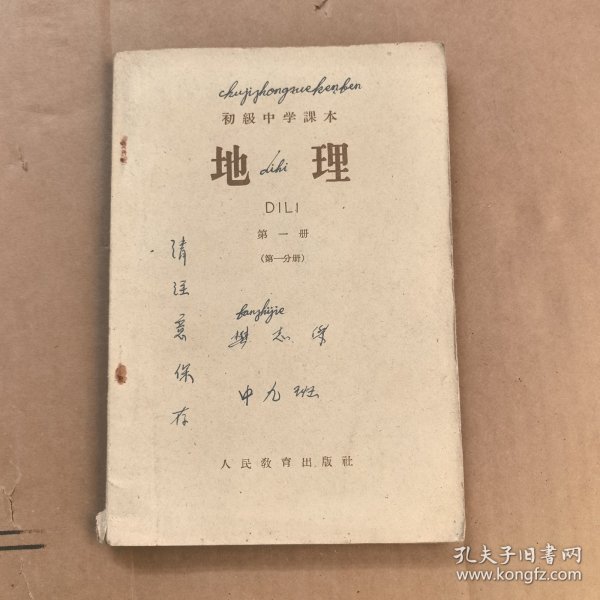 chujizhongxuekenben
初級中学課本
地理
dihi
DILI
第一册
(第一分册)
请注意保存
fanzhijie
樊志杰
中九班
人民教育出版社
孔夫子旧书网
www.kongfz.com